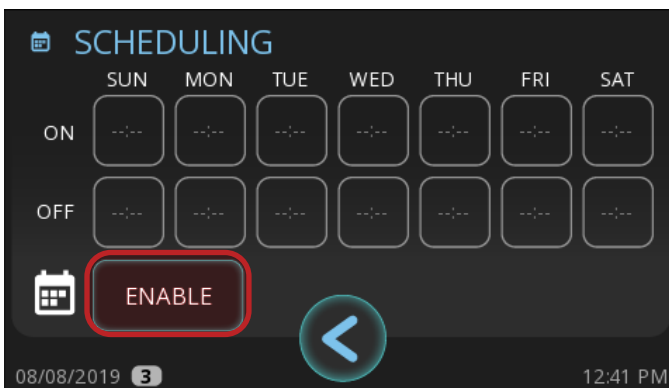 SCHEDULING
SUN MON TUE WED THU FRI SAT
ON --:-- --:-- --:-- --:-- --:-- --:-- --:--
OFF --:-- --:-- --:-- --:-- --:-- --:-- --:--
ENABLE
08/08/2019 3 12:41 PM